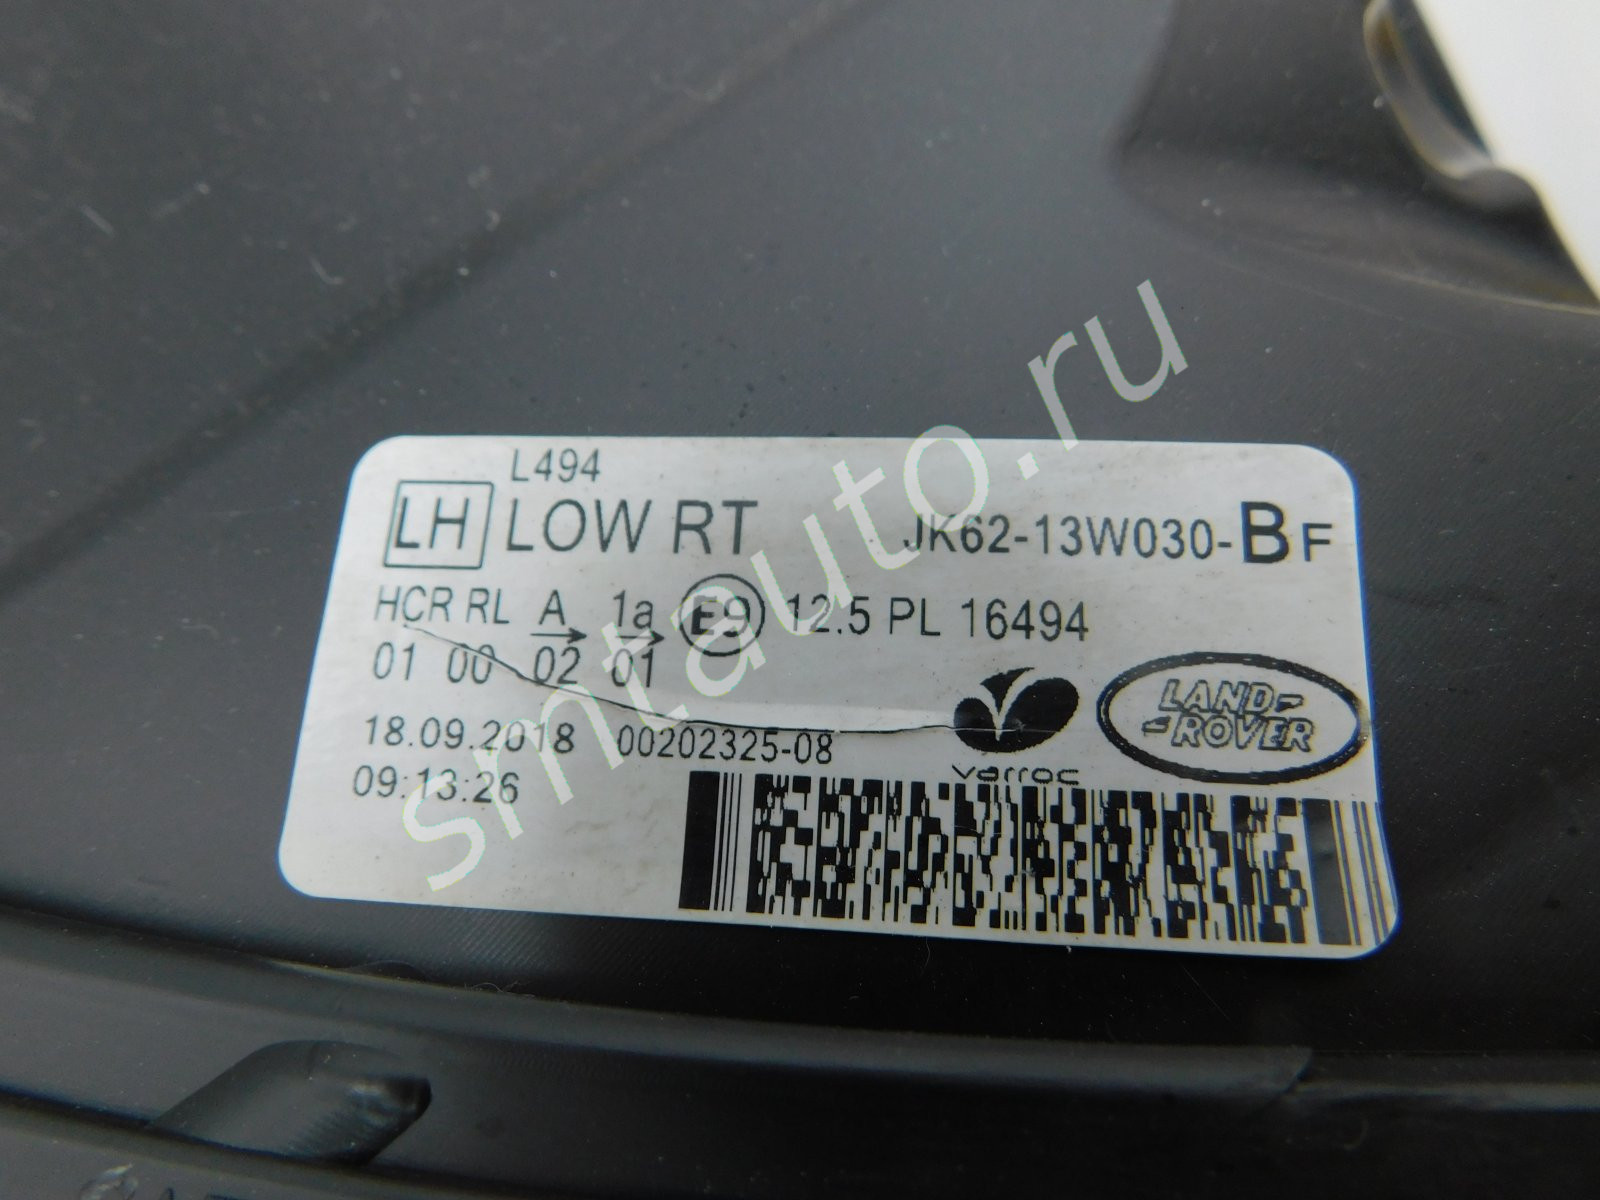 L494
LH LOW RT JK62-13W030-BF
HCR RL A 1a E9 12.5 PL 16494
01 00 02 01
18.09.2018 00202325-08
09:13:26
varroc
LAND-
-ROVER
smtauto.ru